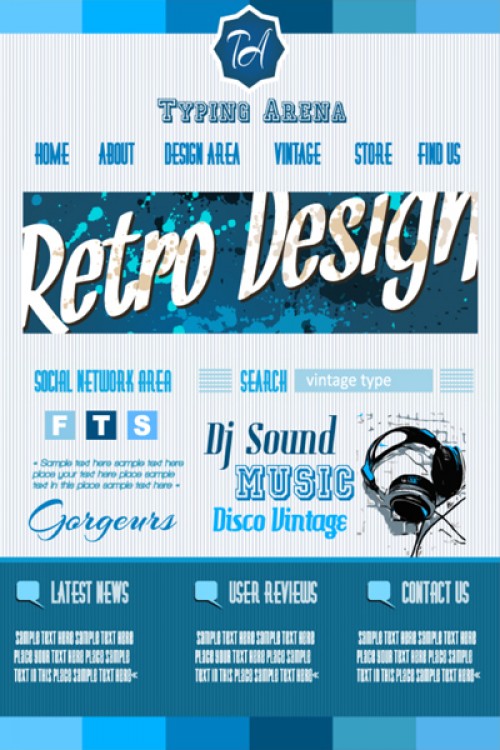 TA
Typing Arena
HOME ABOUT DESIGN AREA VINTAGE STORE FIND US
Retro Design
SOCIAL NETWORK AREA SEARCH vintage type
F T S
« Sample text here sample text here
place your text here place sample
text in this place sample text here «
Gorgeurs
Dj Sound
MUSIC
Disco Vintage
LATEST NEWS USER REVIEWS CONTACT US
SAMPLE TEXT HERE SAMPLE TEXT HERE
PLACE YOUR TEXT HERE PLACE SAMPLE
TEXT IN THIS PLACE SAMPLE TEXT HERE«
SAMPLE TEXT HERE SAMPLE TEXT HERE
PLACE YOUR TEXT HERE PLACE SAMPLE
TEXT IN THIS PLACE SAMPLE TEXT HERE«
SAMPLE TEXT HERE SAMPLE TEXT HERE
PLACE YOUR TEXT HERE PLACE SAMPLE
TEXT IN THIS PLACE SAMPLE TEXT HERE«